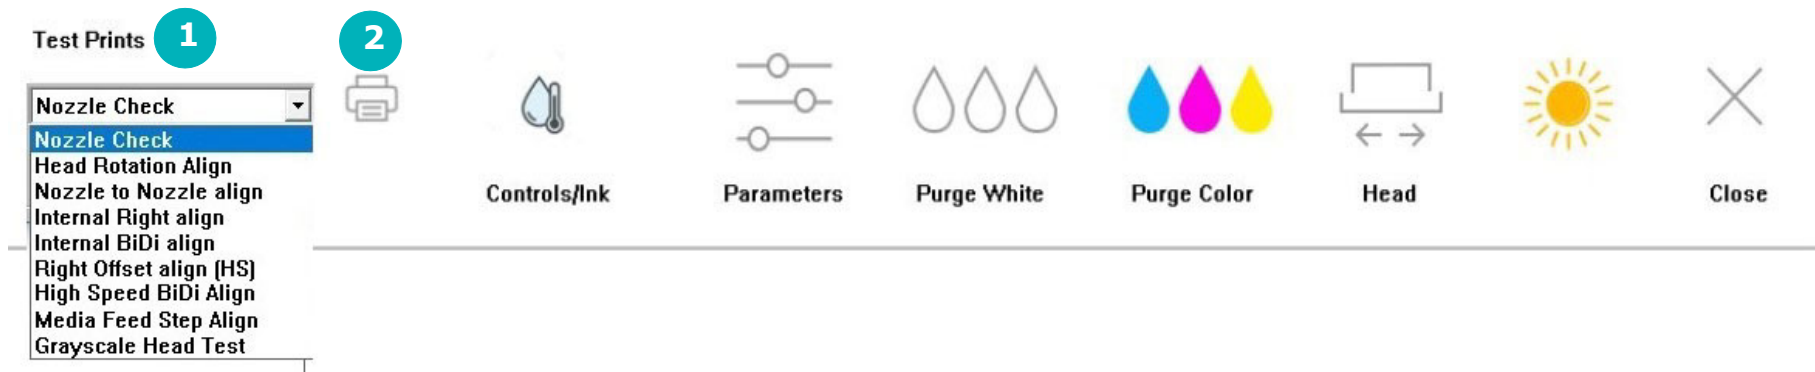 Test Prints
1
2
Nozzle Check
Nozzle Check
Head Rotation Align
Nozzle to Nozzle align
Internal Right align
Internal BiDi align
Right Offset align (HS)
High Speed BiDi Align
Media Feed Step Align
Grayscale Head Test
Controls/Ink
Parameters
Purge White
Purge Color
Head
Close